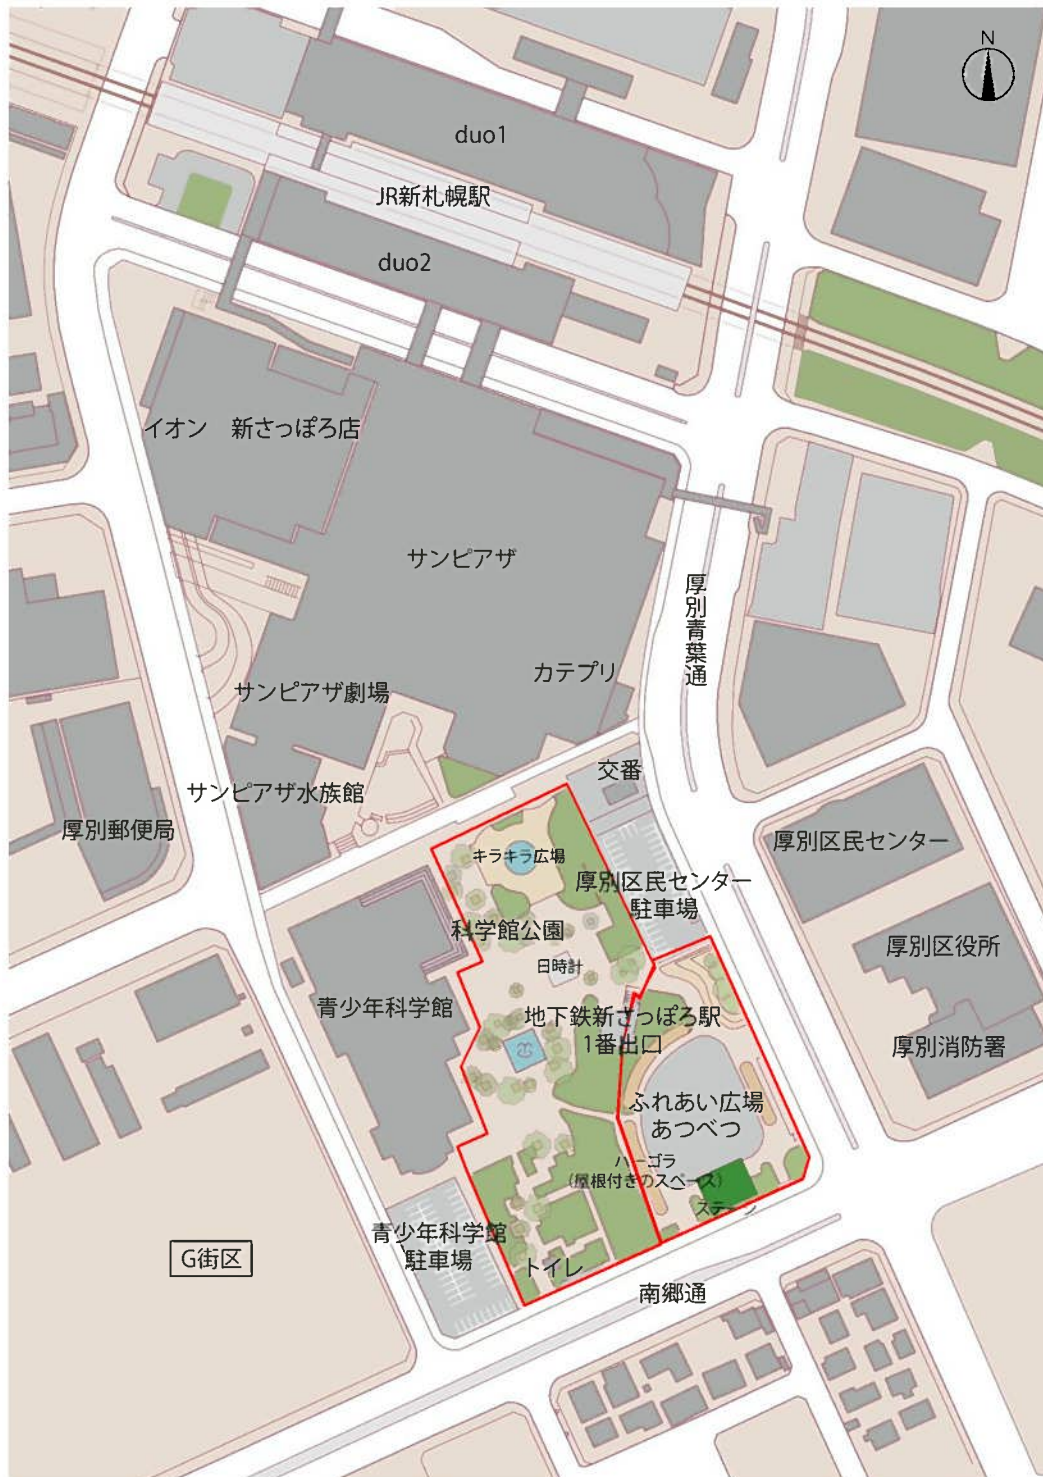 N
duo1
JR新札幌駅
duo2
イオン 新さっぽろ店
サンピアザ
厚別青葉通
カテプリ
サンピアザ劇場
交番
サンピアザ水族館
厚別郵便局
厚別区民センター
キラキラ広場
厚別区民センター
駐車場
科学館公園
厚別区役所
日時計
青少年科学館
地下鉄新さっぽろ駅
1番出口
厚別消防署
ふれあい広場
あつべつ
パーゴラ
(屋根付きのスペース)
ステージ
青少年科学館
駐車場
G街区
トイレ
南郷通